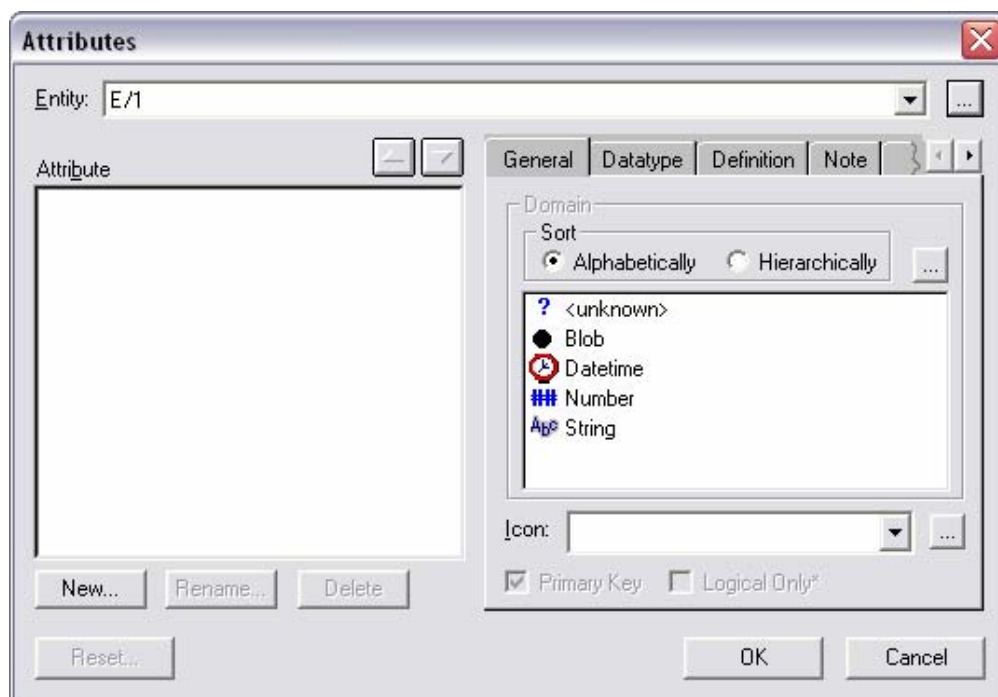 Attributes
Entity: E/1 ...
Attribute
General Datatype Definition Note
Domain
Sort
Alphabetically Hierarchically ...
? <unknown>
Blob
Datetime
Number
Abc String
Icon: ...
Primary Key Logical Only*
New... Rename... Delete
Reset... OK Cancel